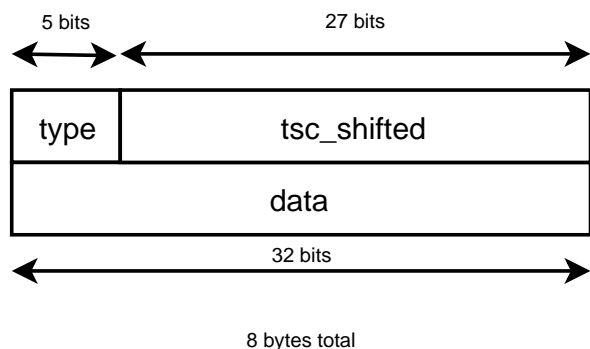 5 bits 27 bits
type tsc_shifted
data
32 bits
8 bytes total